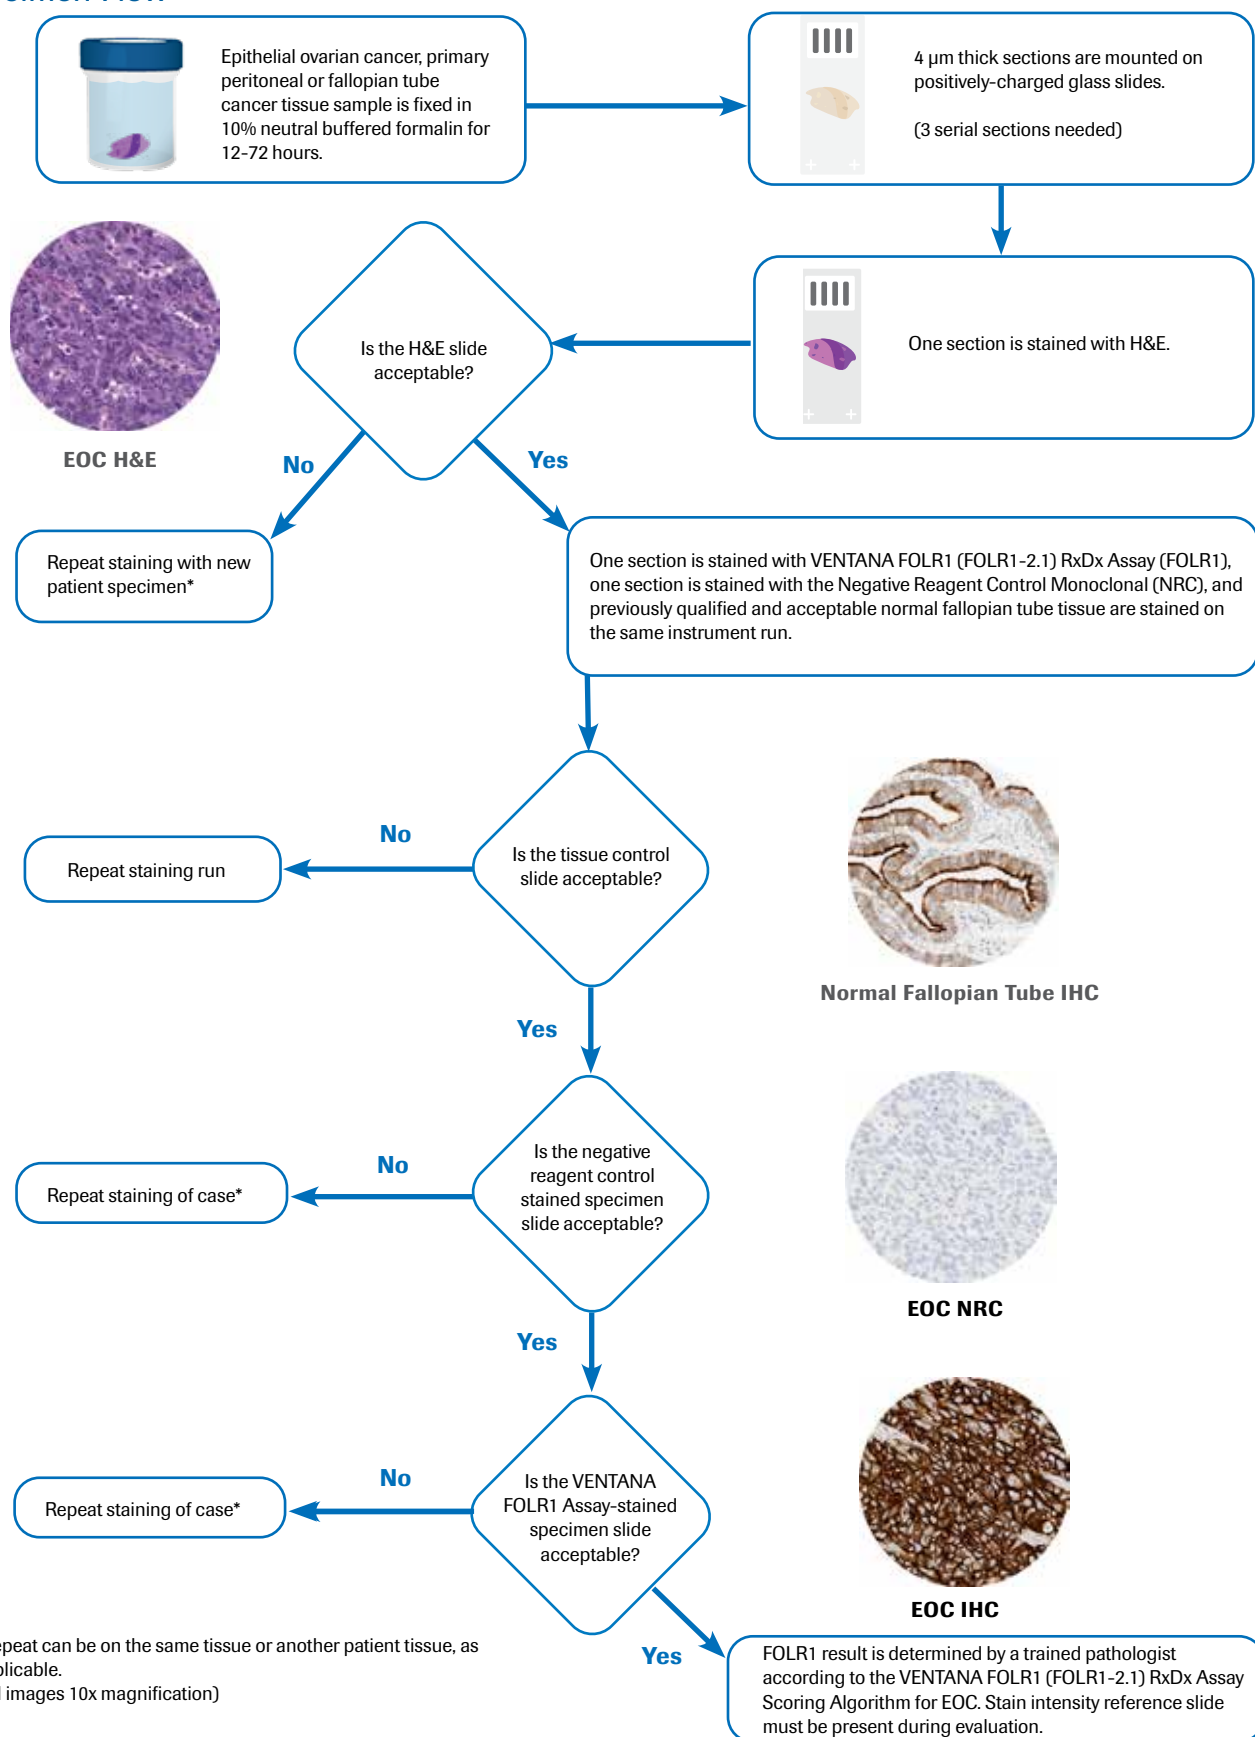 Epithelial ovarian cancer, primary
peritoneal or fallopian tube
cancer tissue sample is fixed in
10% neutral buffered formalin for
12-72 hours.
4 µm thick sections are mounted on
positively-charged glass slides.
(3 serial sections needed)
One section is stained with H&E.
Is the H&E slide
acceptable?
EOC H&E
No
Yes
Repeat staining with new
patient specimen*
One section is stained with VENTANA FOLR1 (FOLR1-2.1) RxDx Assay (FOLR1),
one section is stained with the Negative Reagent Control Monoclonal (NRC), and
previously qualified and acceptable normal fallopian tube tissue are stained on
the same instrument run.
Is the tissue control
slide acceptable?
No
Repeat staining run
Normal Fallopian Tube IHC
Yes
Is the negative
reagent control
stained specimen
slide acceptable?
No
Repeat staining of case*
EOC NRC
Yes
Is the VENTANA
FOLR1 Assay-stained
specimen slide
acceptable?
No
Repeat staining of case*
EOC IHC
Yes
FOLR1 result is determined by a trained pathologist
according to the VENTANA FOLR1 (FOLR1-2.1) RxDx Assay
Scoring Algorithm for EOC. Stain intensity reference slide
must be present during evaluation.
epeat can be on the same tissue or another patient tissue, as
plicable.
images 10x magnification)